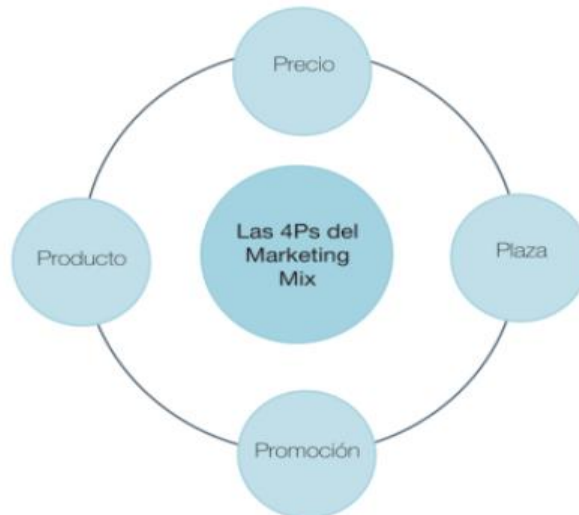 Precio
Producto
Las 4Ps del
Marketing
Mix
Plaza
Promoción